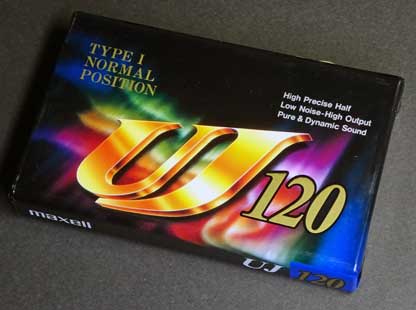 TYPE I
NORMAL
POSITION
High Precise Half
Low Noise-High Output
Pure & Dynamic Sound
UJ
120
maxell
UJ 120